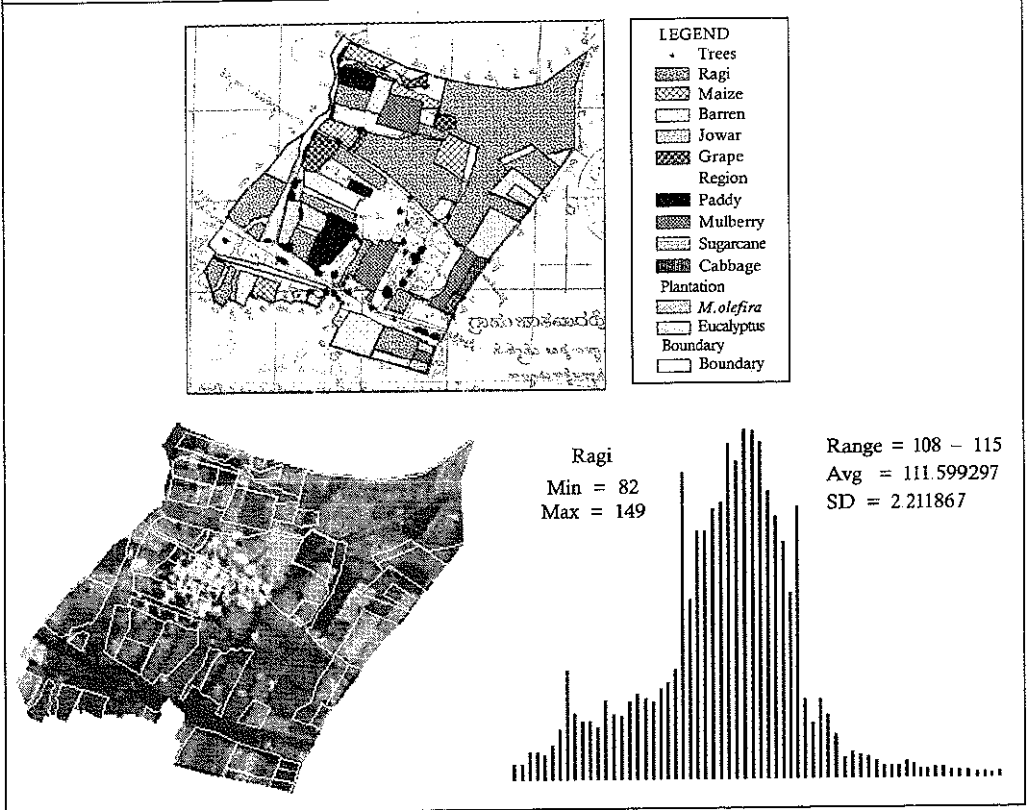 LEGEND
Trees
Ragi
Maize
Barren
Jowar
Grape
Region
Paddy
Mulberry
Sugarcane
Cabbage
Plantation
M.olefira
Eucalyptus
Boundary
Boundary
Ragi
Min = 82
Max = 149
Range = 108 – 115
Avg = 111.599297
SD = 2.211867